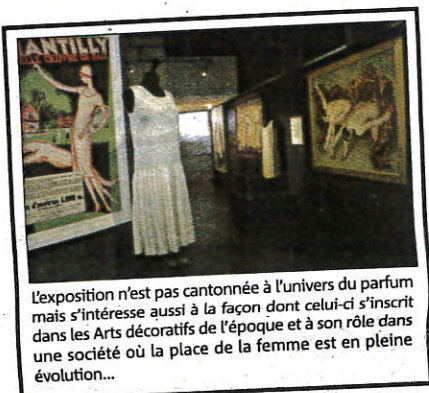 ANTILLY
L'exposition n'est pas cantonnée à l'univers du parfum
mais s'intéresse aussi à la façon dont celui-ci s'inscrit
dans les Arts décoratifs de l'époque et à son rôle dans
une société où la place de la femme est en pleine
évolution...